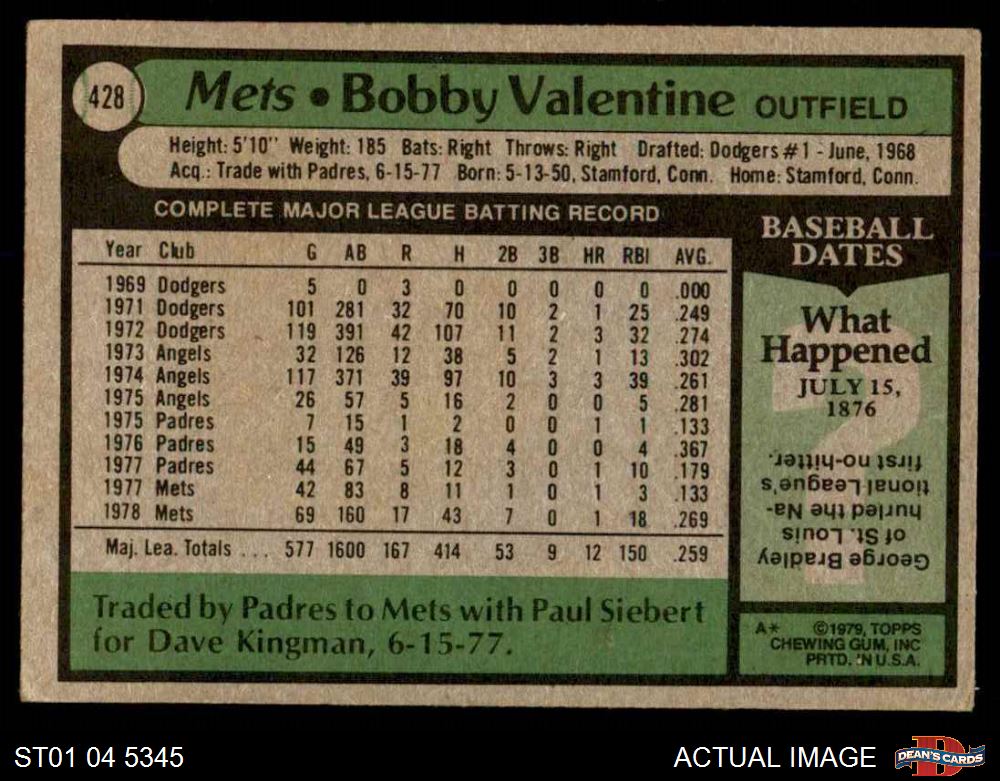 428
Mets • Bobby Valentine OUTFIELD
Height: 5'10'' Weight: 185 Bats: Right Throws: Right Drafted: Dodgers #1 - June, 1968
Acq.: Trade with Padres, 6-15-77 Born: 5-13-50, Stamford, Conn. Home: Stamford, Conn.
COMPLETE MAJOR LEAGUE BATTING RECORD
Year Club G AB R H 2B 3B HR RBI AVG.
1969 Dodgers 5 0 3 0 0 0 0 0 .000
1971 Dodgers 101 281 32 70 10 2 1 25 .249
1972 Dodgers 119 391 42 107 11 2 3 32 .274
1973 Angels 32 126 12 38 5 2 1 13 .302
1974 Angels 117 371 39 97 10 3 3 39 .261
1975 Angels 26 57 5 16 2 0 0 5 .281
1975 Padres 7 15 1 2 0 0 1 1 .133
1976 Padres 15 49 3 18 4 0 0 4 .367
1977 Padres 44 67 5 12 3 0 1 10 .179
1977 Mets 42 83 8 11 1 0 1 3 .133
1978 Mets 69 160 17 43 7 0 1 18 .269
Maj. Lea. Totals ... 577 1600 167 414 53 9 12 150 .259
Traded by Padres to Mets with Paul Siebert
for Dave Kingman, 6-15-77.
BASEBALL
DATES
What
Happened
JULY 15,
1876
George Bradley
of St. Louis
hurled the Na-
tional League's
first no-hitter.
A* ©1979, TOPPS
CHEWING GUM, INC
PRTD. IN U.S.A.
ST01 04 5345
ACTUAL IMAGE
DEAN'S CARDS